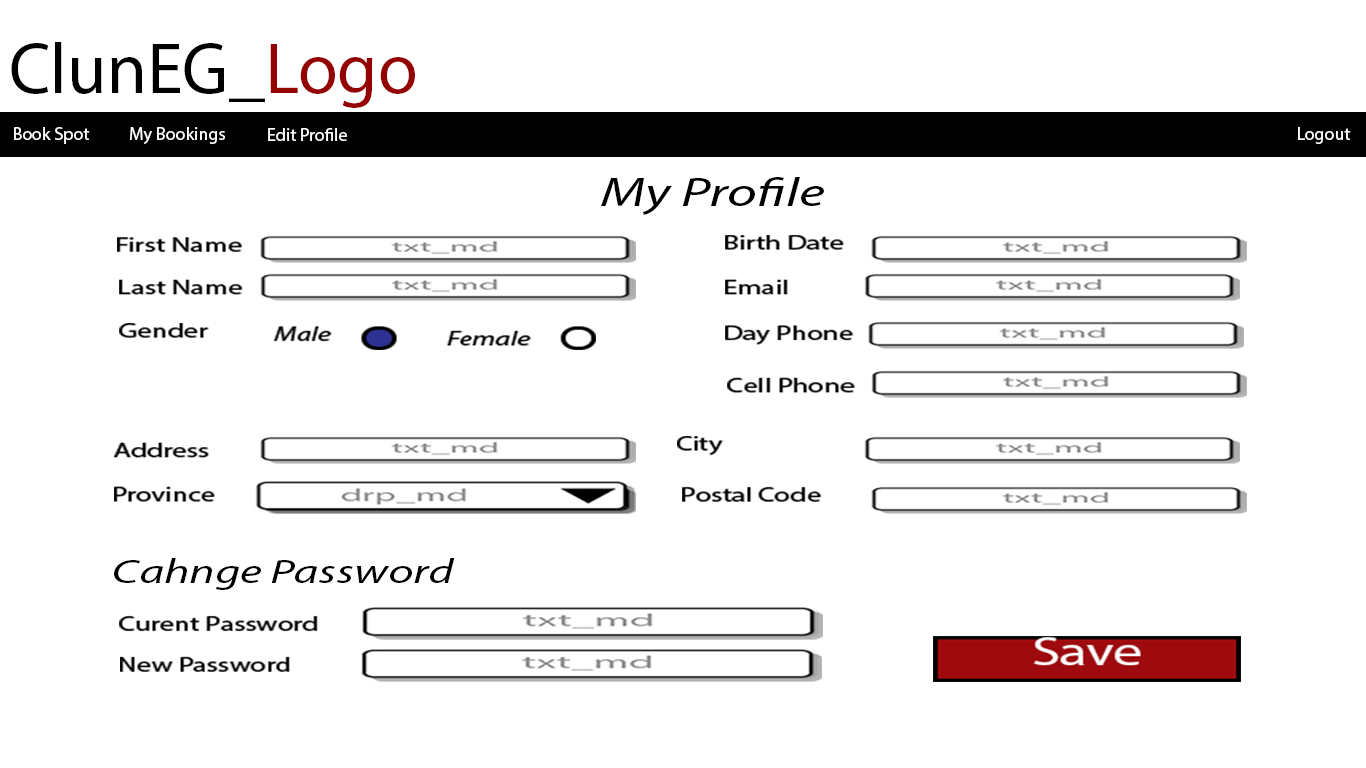 ClunEG_Logo
Book Spot My Bookings Edit Profile Logout
My Profile
First Name txt_md Birth Date txt_md
Last Name txt_md Email txt_md
Gender Male Female Day Phone txt_md
Cell Phone txt_md
Address txt_md City txt_md
Province drp_md Postal Code txt_md
Cahnge Password
Curent Password txt_md
New Password txt_md
Save